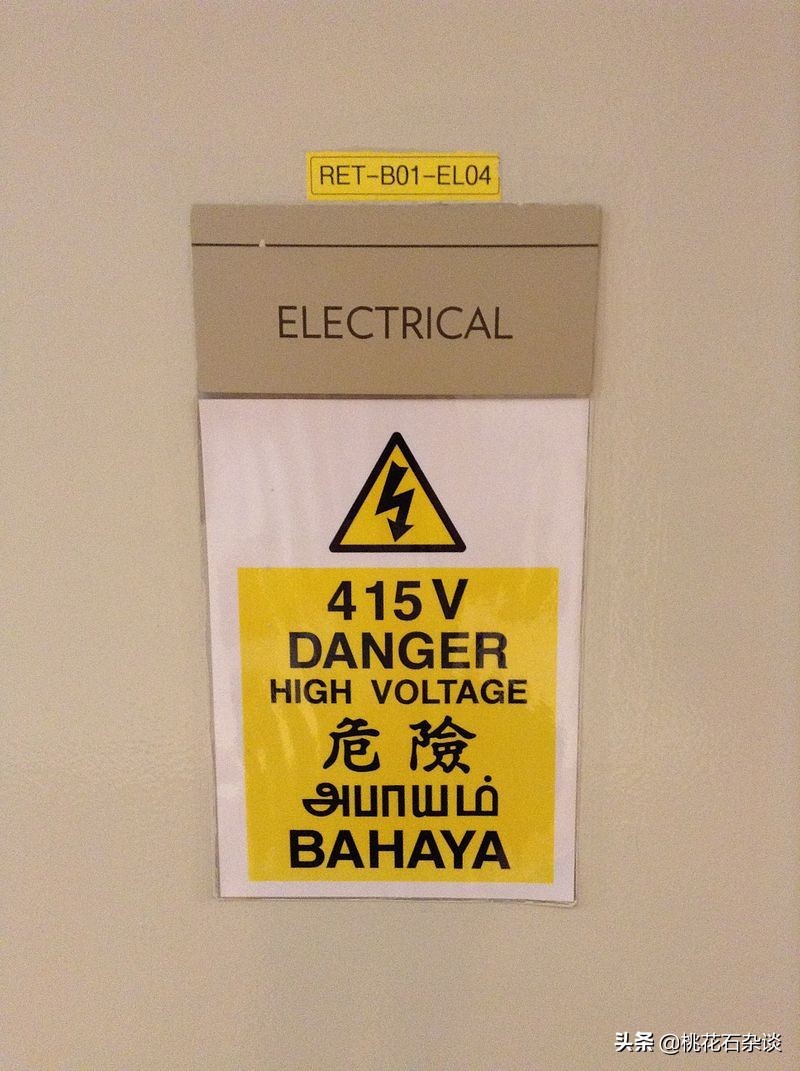 RET-B01-EL04
ELECTRICAL
415V
DANGER
HIGH VOLTAGE
危險
அபாயம்
BAHAYA
头条 @桃花石杂谈